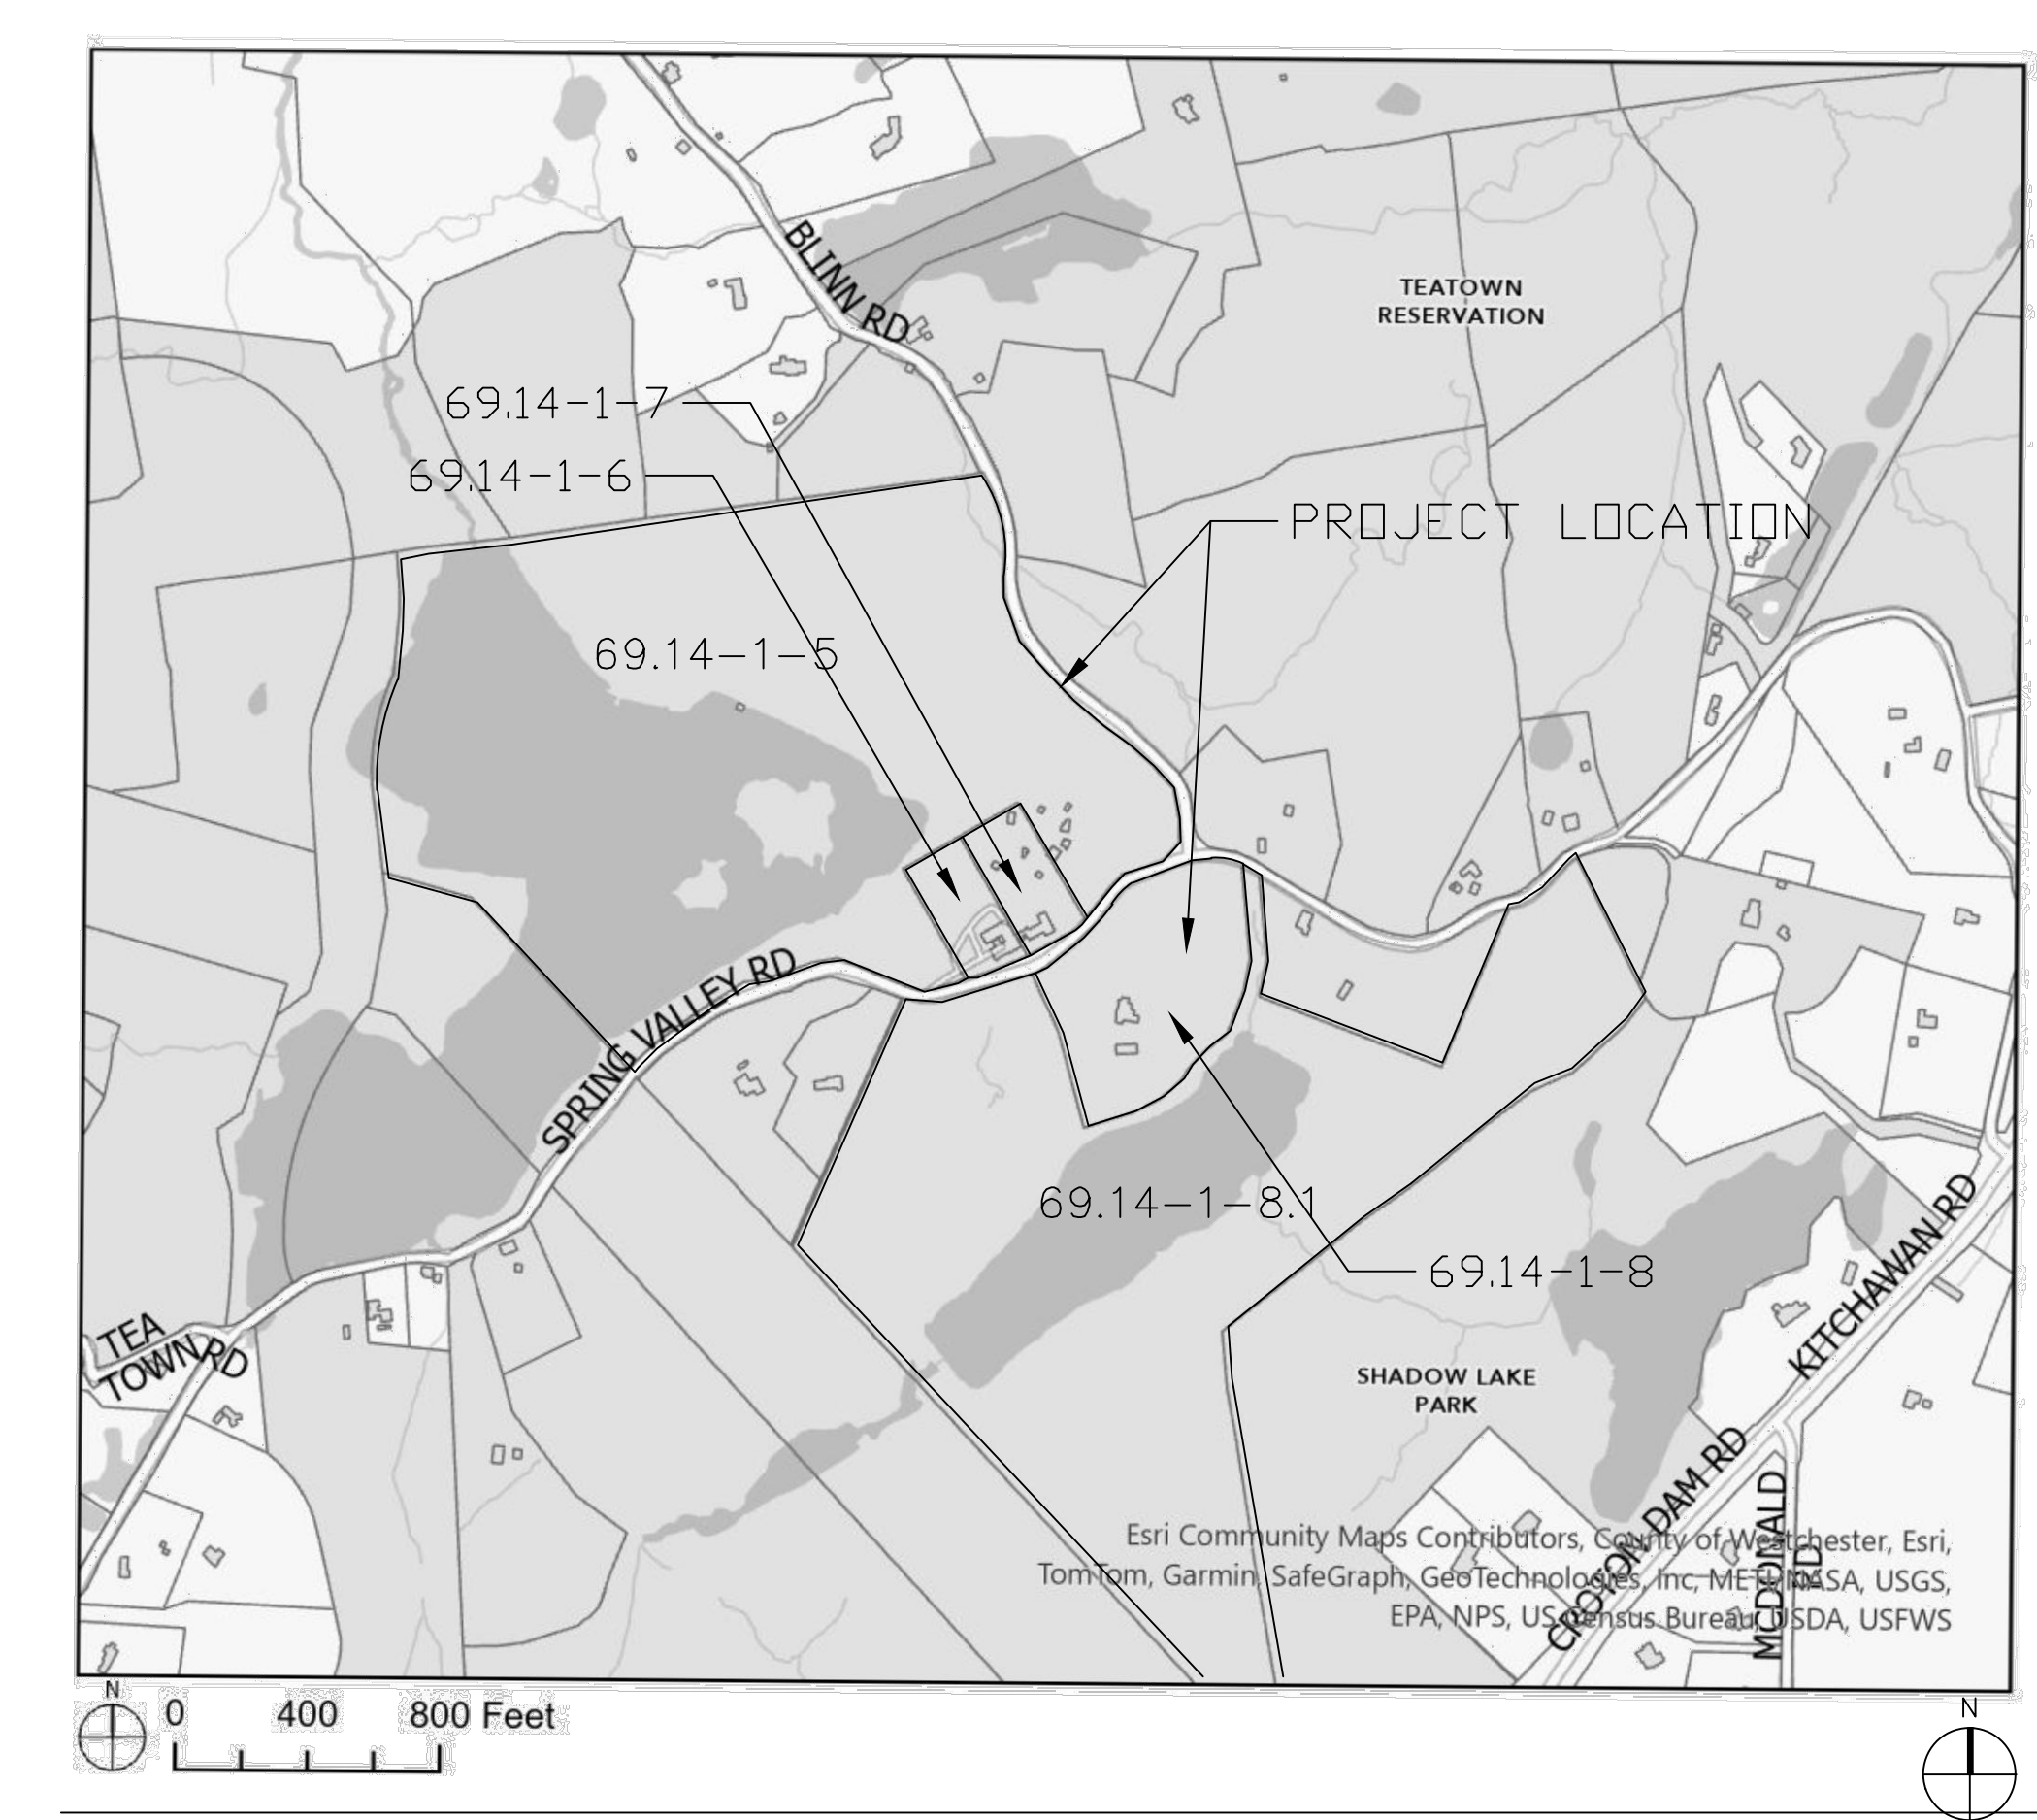 BLINN RD
TEATOWN
RESERVATION
69.14-1-7
69.14-1-6
PROJECT LOCATION
69.14-1-5
SPRING VALLEY RD
69.14-1-8.1
69.14-1-8
TEA
TOWN RD
SHADOW LAKE
PARK
KITCHAWAN RD
CROTON DAM RD
MCDONALD
RD
Esri Community Maps Contributors, County of Westchester, Esri,
TomTom, Garmin, SafeGraph, GeoTechnologies, Inc, METI/NASA, USGS,
EPA, NPS, US Census Bureau, USDA, USFWS
N
0 400 800 Feet
N